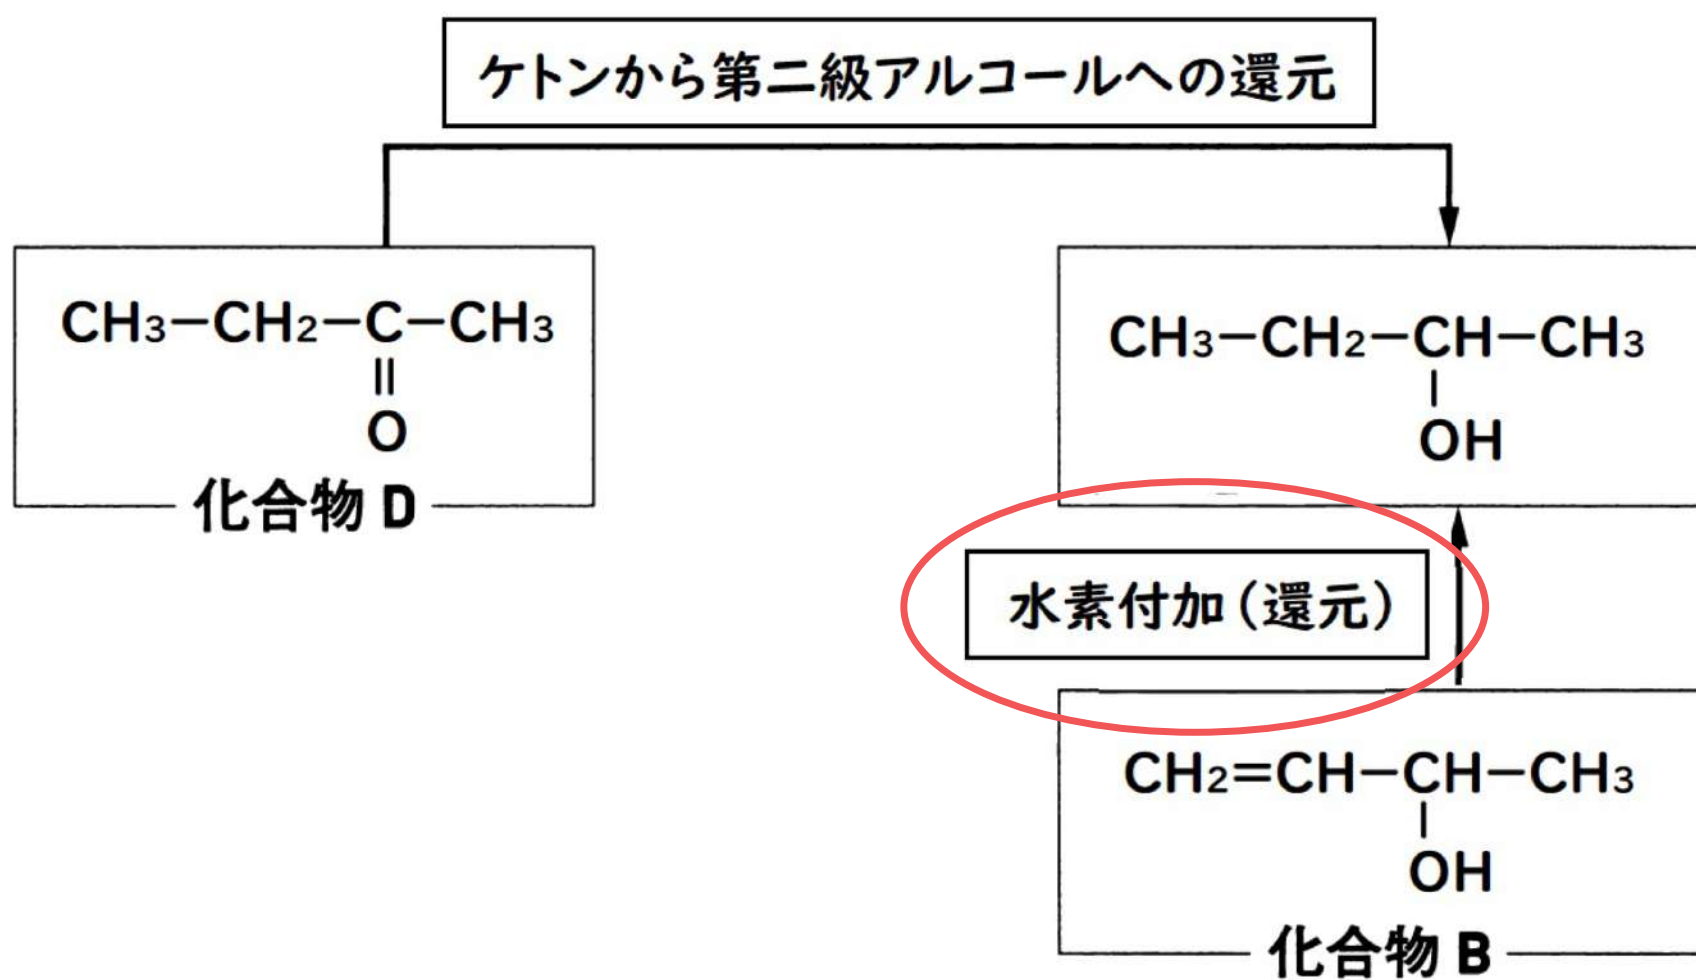 ケトンから第二級アルコールへの還元
CH3−CH2−C−CH3
||
O
化合物 D
CH3−CH2−CH−CH3
|
OH
水素付加(還元)
CH2=CH−CH−CH3
|
OH
化合物 B